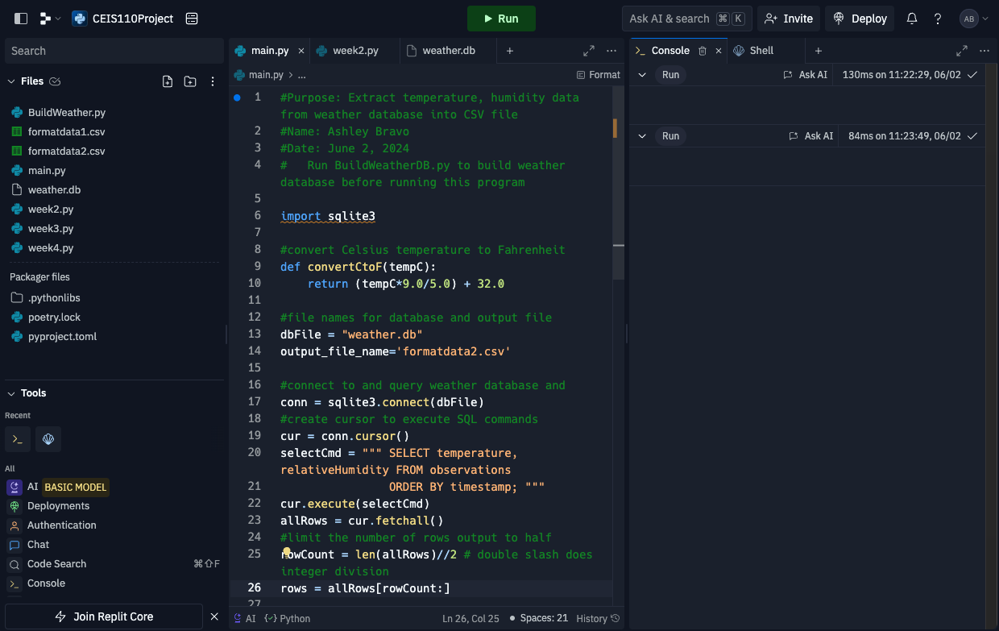 CEIS110Project
Run
Ask AI & search ⌘ K
Invite
Deploy
?
AB
Search
Files
BuildWeather.py
formatdata1.csv
formatdata2.csv
main.py
weather.db
week2.py
week3.py
week4.py
Packager files
.pythonlibs
poetry.lock
pyproject.toml
Tools
Recent
All
AI BASIC MODEL
Deployments
Authentication
Chat
Code Search ⌘⇧F
Console
Join Replit Core
main.py
week2.py
weather.db
main.py > ...
Format
1 #Purpose: Extract temperature, humidity data
from weather database into CSV file
2 #Name: Ashley Bravo
3 #Date: June 2, 2024
4 #   Run BuildWeatherDB.py to build weather
database before running this program
5
6 import sqlite3
7
8 #convert Celsius temperature to Fahrenheit
9 def convertCtoF(tempC):
10     return (tempC*9.0/5.0) + 32.0
11
12 #file names for database and output file
13 dbFile = "weather.db"
14 output_file_name='formatdata2.csv'
15
16 #connect to and query weather database and
17 conn = sqlite3.connect(dbFile)
18 #create cursor to execute SQL commands
19 cur = conn.cursor()
20 selectCmd = """ SELECT temperature,
relativeHumidity FROM observations
21                 ORDER BY timestamp; """
22 cur.execute(selectCmd)
23 allRows = cur.fetchall()
24 #limit the number of rows output to half
25 rowCount = len(allRows)//2 # double slash does
integer division
26 rows = allRows[rowCount:]
27
AI
Python
Ln 26, Col 25
Spaces: 21
History
Console
Shell
Run
Ask AI
130ms on 11:22:29, 06/02
Run
Ask AI
84ms on 11:23:49, 06/02